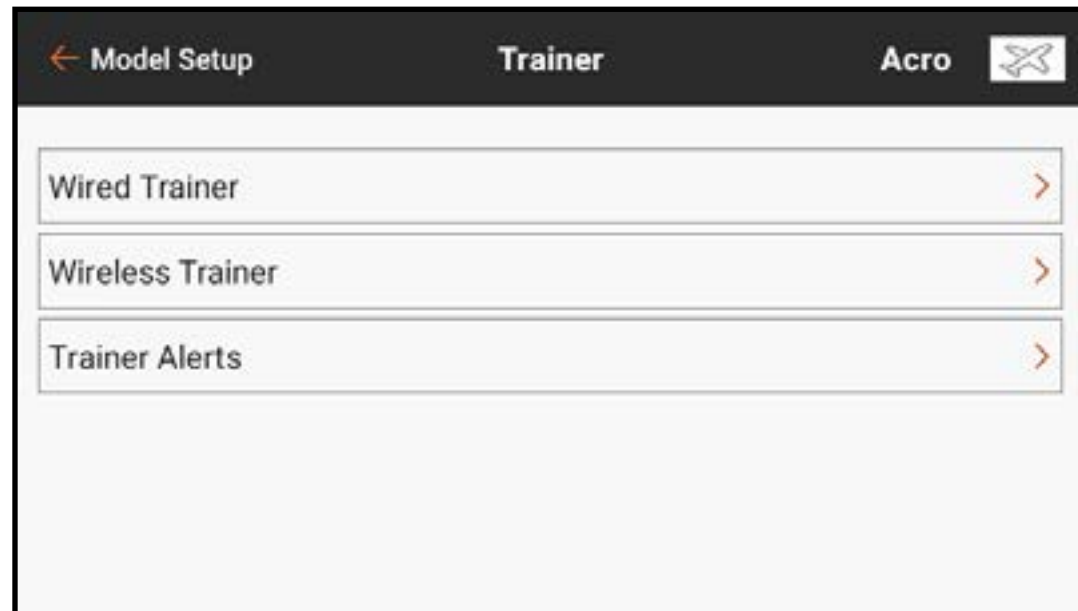 Model Setup
Trainer
Acro
Wired Trainer
Wireless Trainer
Trainer Alerts